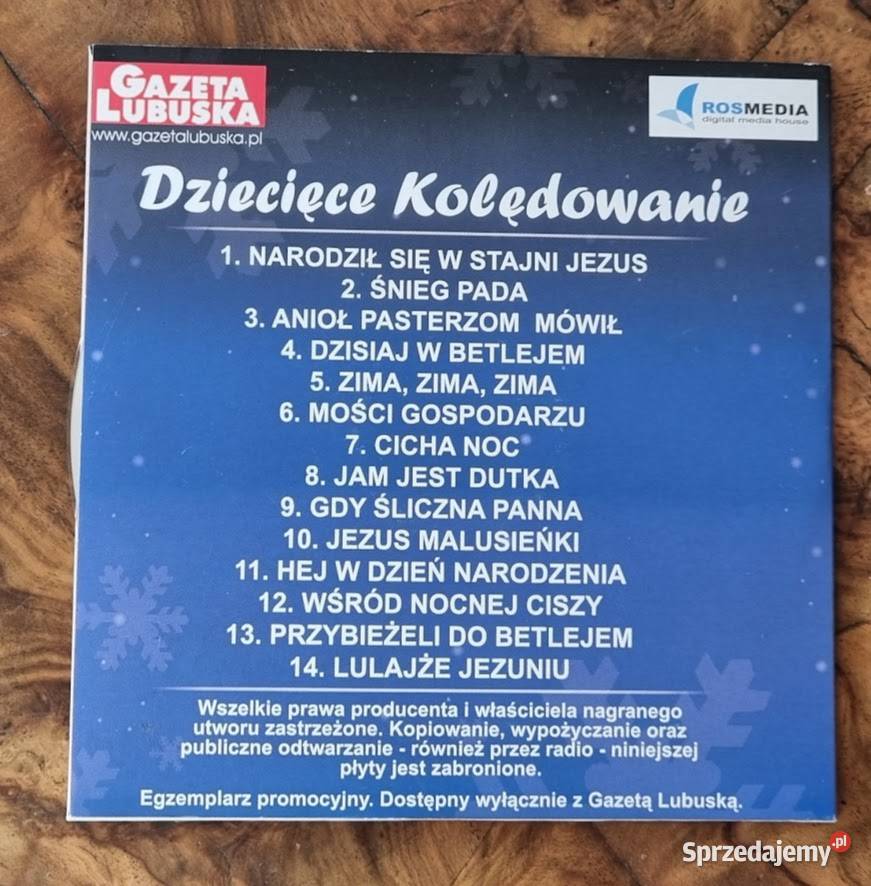 GAZETA
LUBUSKA
www.gazetalubuska.pl
ROSMEDIA
digital media house
Dziecięce Kolędowanie
1. NARODZIŁ SIĘ W STAJNI JEZUS
2. ŚNIEG PADA
3. ANIOŁ PASTERZOM MÓWIŁ
4. DZISIAJ W BETLEJEM
5. ZIMA, ZIMA, ZIMA
6. MOŚCI GOSPODARZU
7. CICHA NOC
8. JAM JEST DUTKA
9. GDY ŚLICZNA PANNA
10. JEZUS MALUSIEŃKI
11. HEJ W DZIEŃ NARODZENIA
12. WŚRÓD NOCNEJ CISZY
13. PRZYBIEŻELI DO BETLEJEM
14. LULAJŻE JEZUNIU
Wszelkie prawa producenta i właściciela nagranego
utworu zastrzeżone. Kopiowanie, wypożyczanie oraz
publiczne odtwarzanie - również przez radio - niniejszej
płyty jest zabronione.
Egzemplarz promocyjny. Dostępny wyłącznie z Gazetą Lubuską.
Sprzedajemy.pl